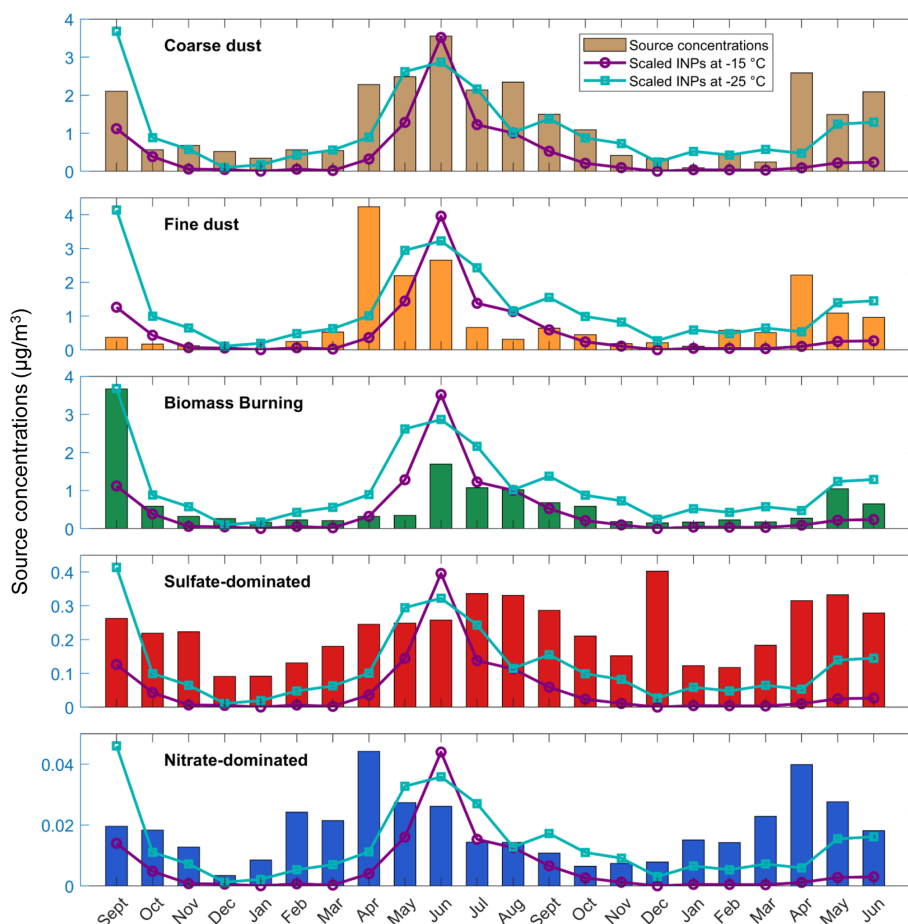 Source concentrations (μg/m³)
4
3
2
1
0
Coarse dust
Source concentrations
Scaled INPs at -15 °C
Scaled INPs at -25 °C
4
3
2
1
0
Fine dust
4
3
2
1
0
Biomass Burning
0.4
0.3
0.2
0.1
0
Sulfate-dominated
0.04
0.02
0
Nitrate-dominated
Sept Oct Nov Dec Jan Feb Mar Apr May Jun Jul Aug Sept Oct Nov Dec Jan Feb Mar Apr May Jun